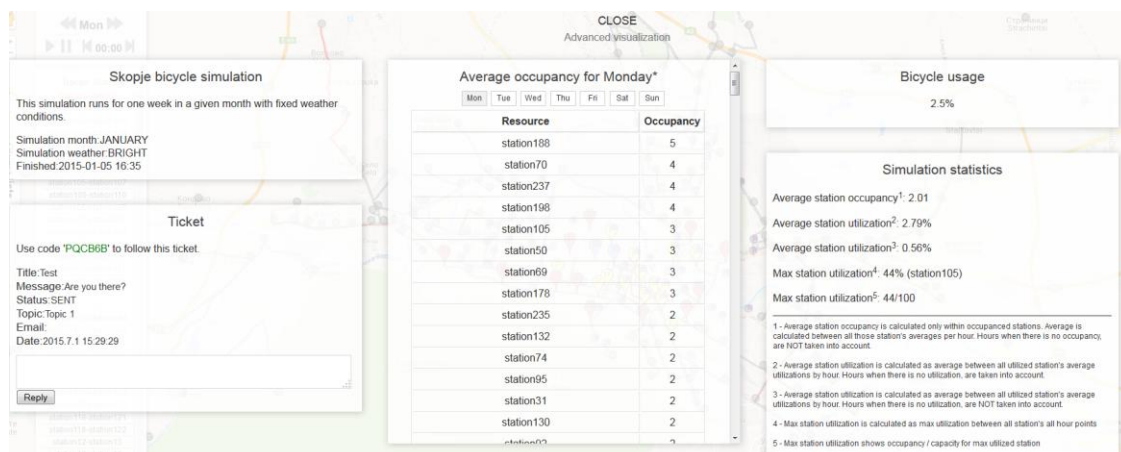 Mon
00:00
CLOSE
Advanced visualization
Skopje bicycle simulation
This simulation runs for one week in a given month with fixed weather
conditions.
Simulation month:JANUARY
Simulation weather:BRIGHT
Finished:2015-01-05 16:35
Ticket
Use code 'PQCB6B' to follow this ticket.
Title:Test
Message:Are you there?
Status:SENT
Topic:Topic 1
Email:
Date:2015.7.1 15:29:29
Reply
Average occupancy for Monday*
Mon Tue Wed Thu Fri Sat Sun
Resource Occupancy
station188 5
station70 4
station237 4
station198 4
station105 3
station50 3
station69 3
station178 3
station235 2
station132 2
station74 2
station95 2
station31 2
station130 2
station92 2
Bicycle usage
2.5%
Simulation statistics
Average station occupancy1: 2.01
Average station utilization2: 2.79%
Average station utilization3: 0.56%
Max station utilization4: 44% (station105)
Max station utilization5: 44/100
1 - Average station occupancy is calculated only within occupanced stations. Average is
calculated between all those station's averages per hour. Hours when there is no occupancy,
are NOT taken into account.
2 - Average station utilization is calculated as average between all utilized station's average
utilizations by hour. Hours when there is no utilization, are taken into account.
3 - Average station utilization is calculated as average between all utilized station's average
utilizations by hour. Hours when there is no utilization, are NOT taken into account.
4 - Max station utilization is calculated as max utilization between all station's all hour points
5 - Max station utilization shows occupancy / capacity for max utilized station